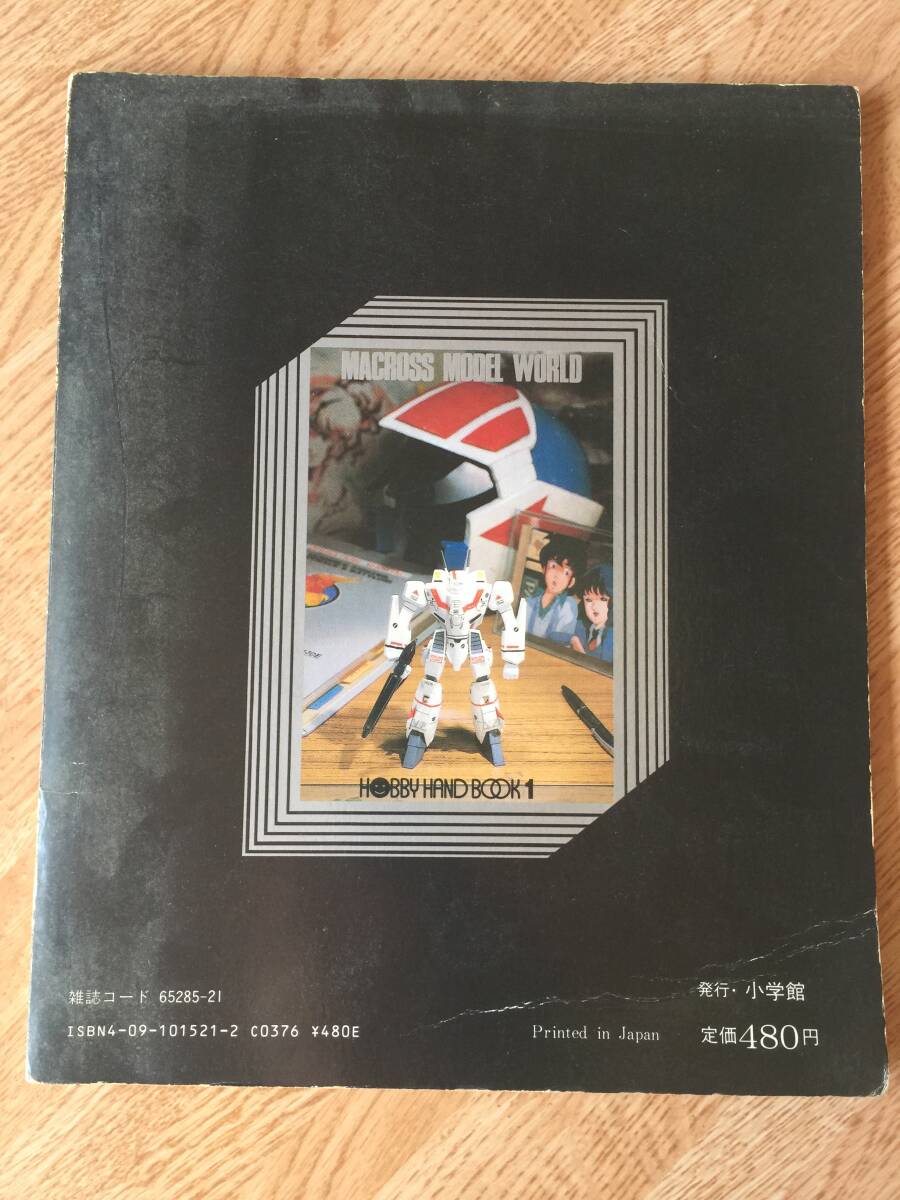 MACROSS MODEL WORLD
HOBBY HAND BOOK 1
雑誌コード 65285-21
ISBN4-09-101521-2 C0376 ¥480E
Printed in Japan
発行・小学館
定価480円